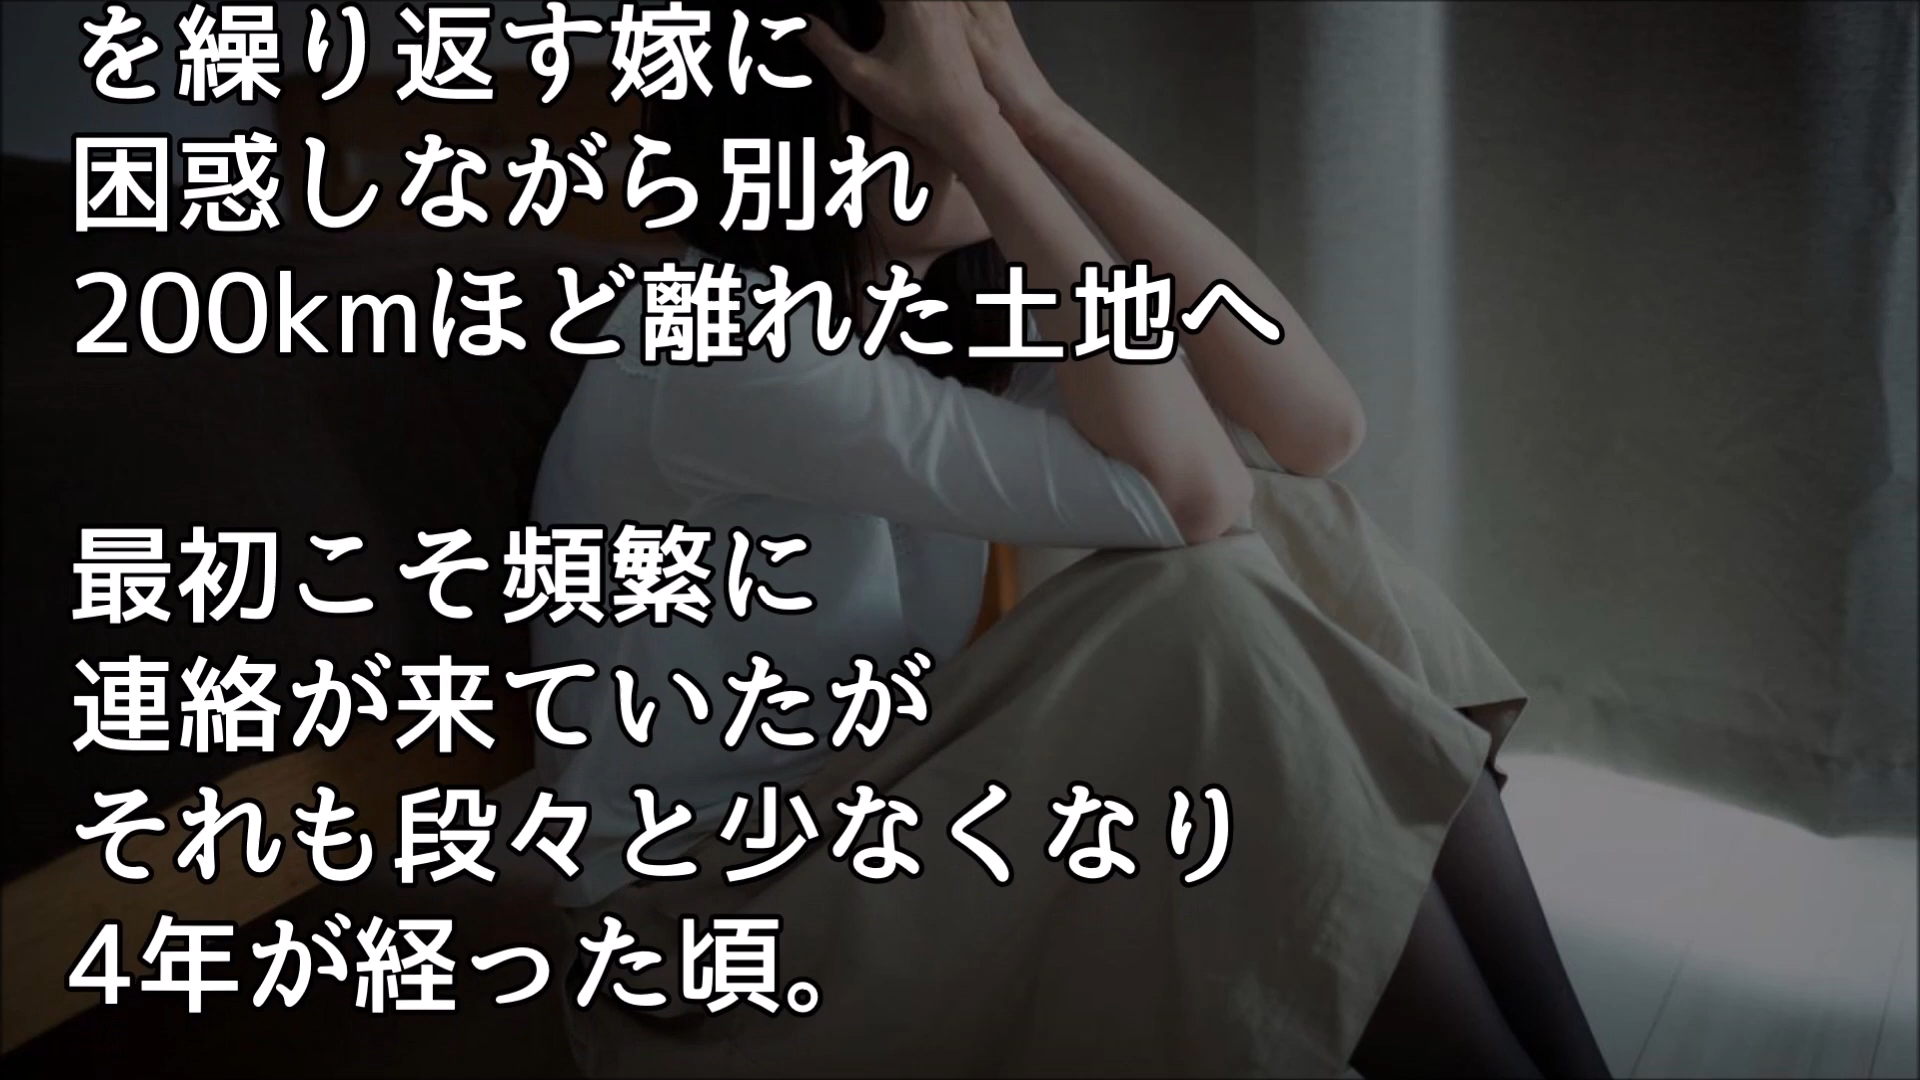 を繰り返す嫁に
困惑しながら別れ
200kmほど離れた土地へ
最初こそ頻繁に
連絡が来ていたが
それも段々と少なくなり
4年が経った頃。